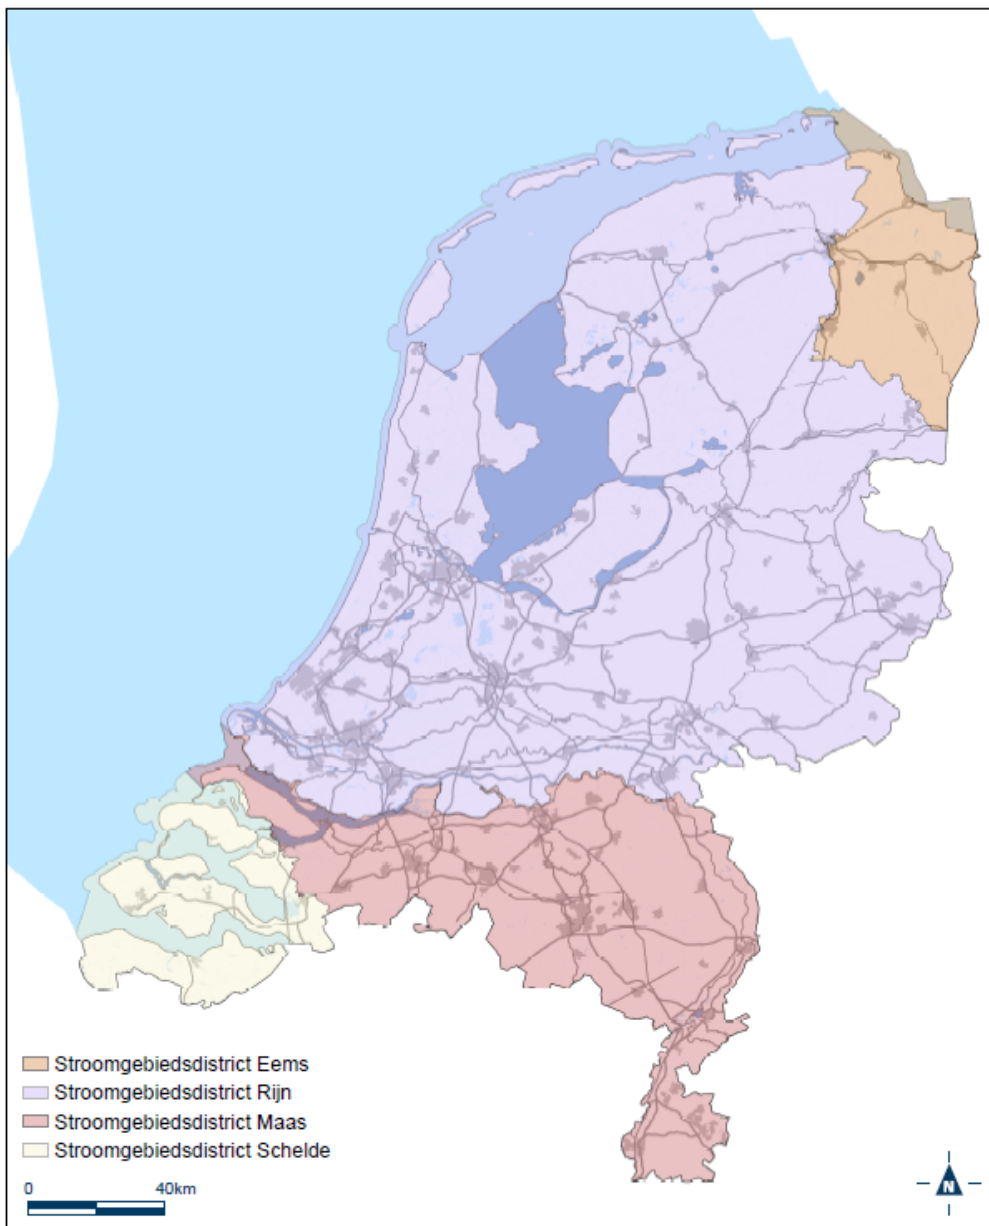 Stroomgebiedsdistrict Eems
Stroomgebiedsdistrict Rijn
Stroomgebiedsdistrict Maas
Stroomgebiedsdistrict Schelde
0 40km
N